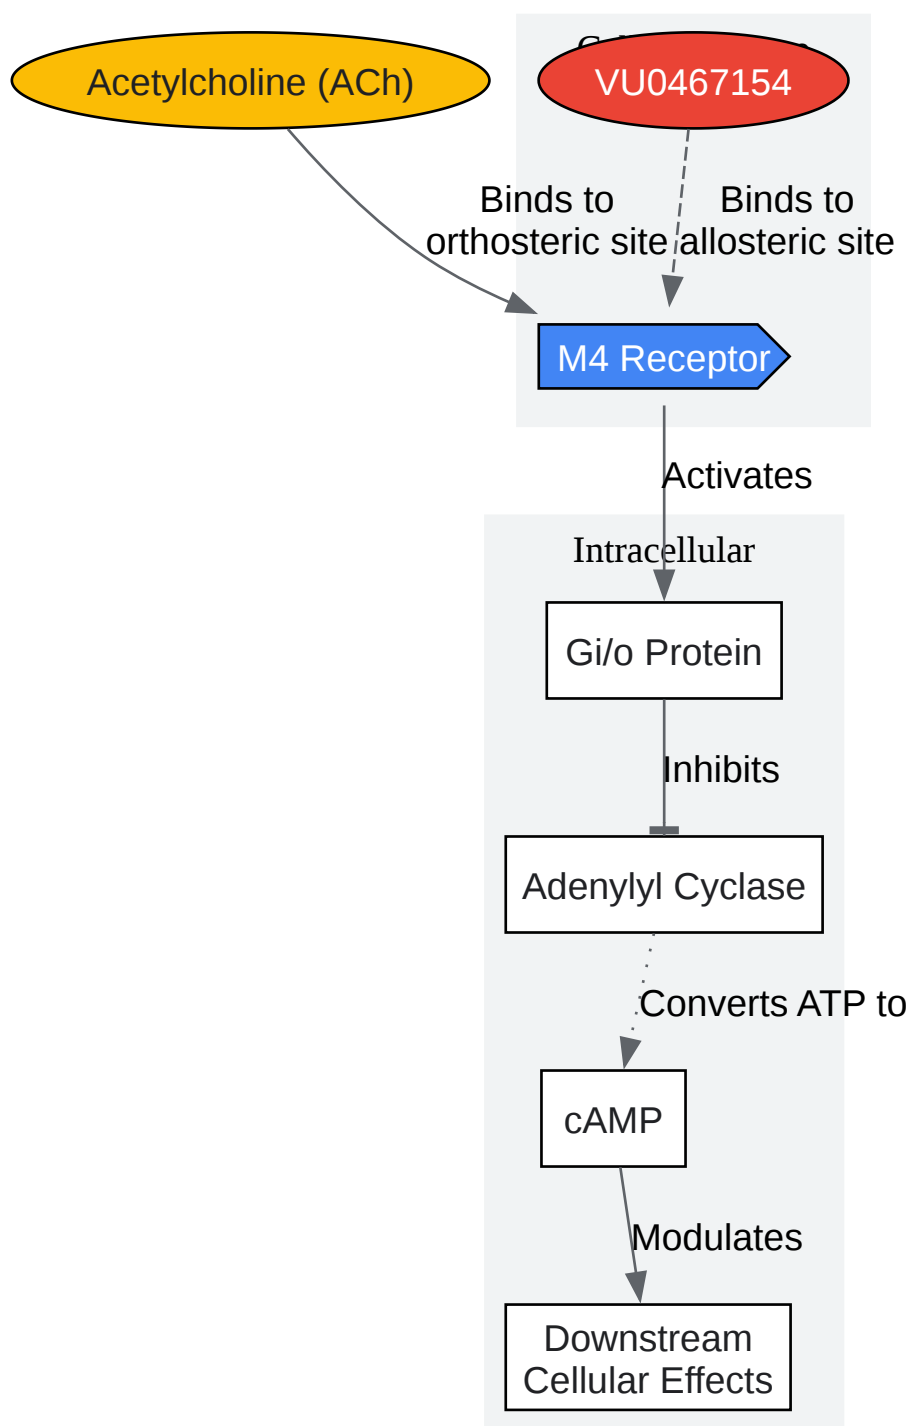 Acetylcholine (ACh)
VU0467154
Binds to
orthosteric site
Binds to
allosteric site
M4 Receptor
Activates
Intracellular
Gi/o Protein
Inhibits
Adenylyl Cyclase
Converts ATP to
cAMP
Modulates
Downstream
Cellular Effects